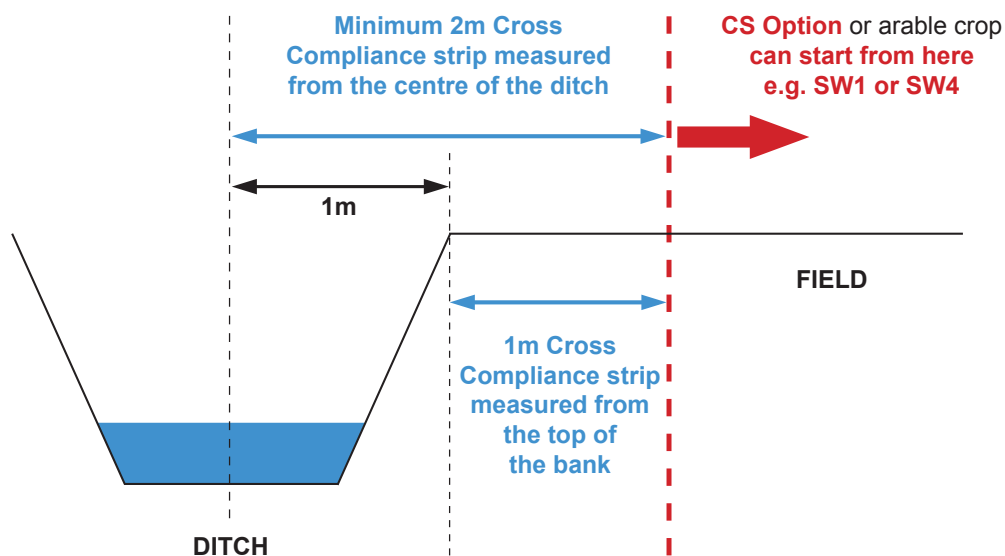 Minimum 2m Cross
Compliance strip measured
from the centre of the ditch
CS Option or arable crop
can start from here
e.g. SW1 or SW4
1m
FIELD
1m Cross
Compliance strip
measured from
the top of
the bank
DITCH